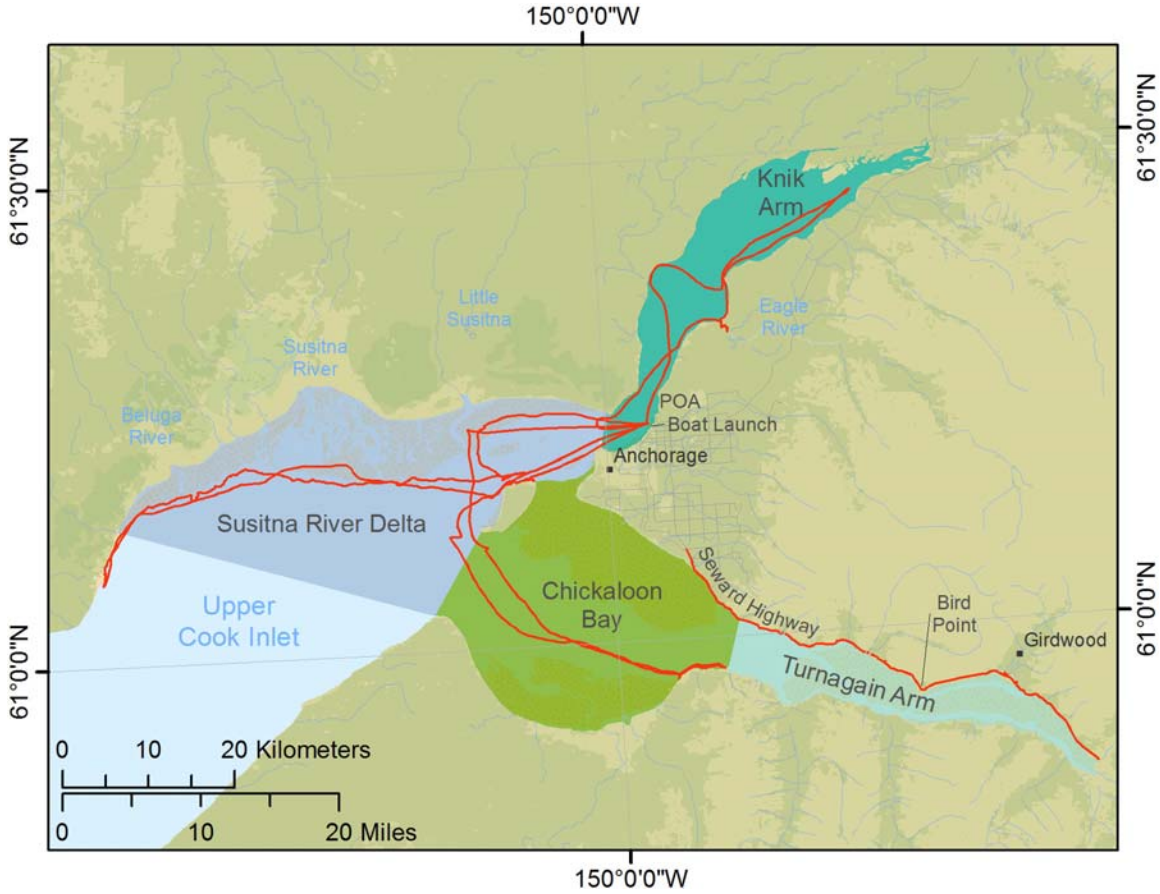 150°0'0"W
61°30'0"N
61°30'0"N
Knik
Arm
Little
Susitna
Eagle
River
Susitna
River
Beluga
River
POA
Boat Launch
Anchorage
Susitna River Delta
Seward Highway
Chickaloon
Bay
Upper
Cook Inlet
Bird
Point
Girdwood
61°0'0"N
61°0'0"N
Turnagain Arm
0 10 20 Kilometers
0 10 20 Miles
150°0'0"W